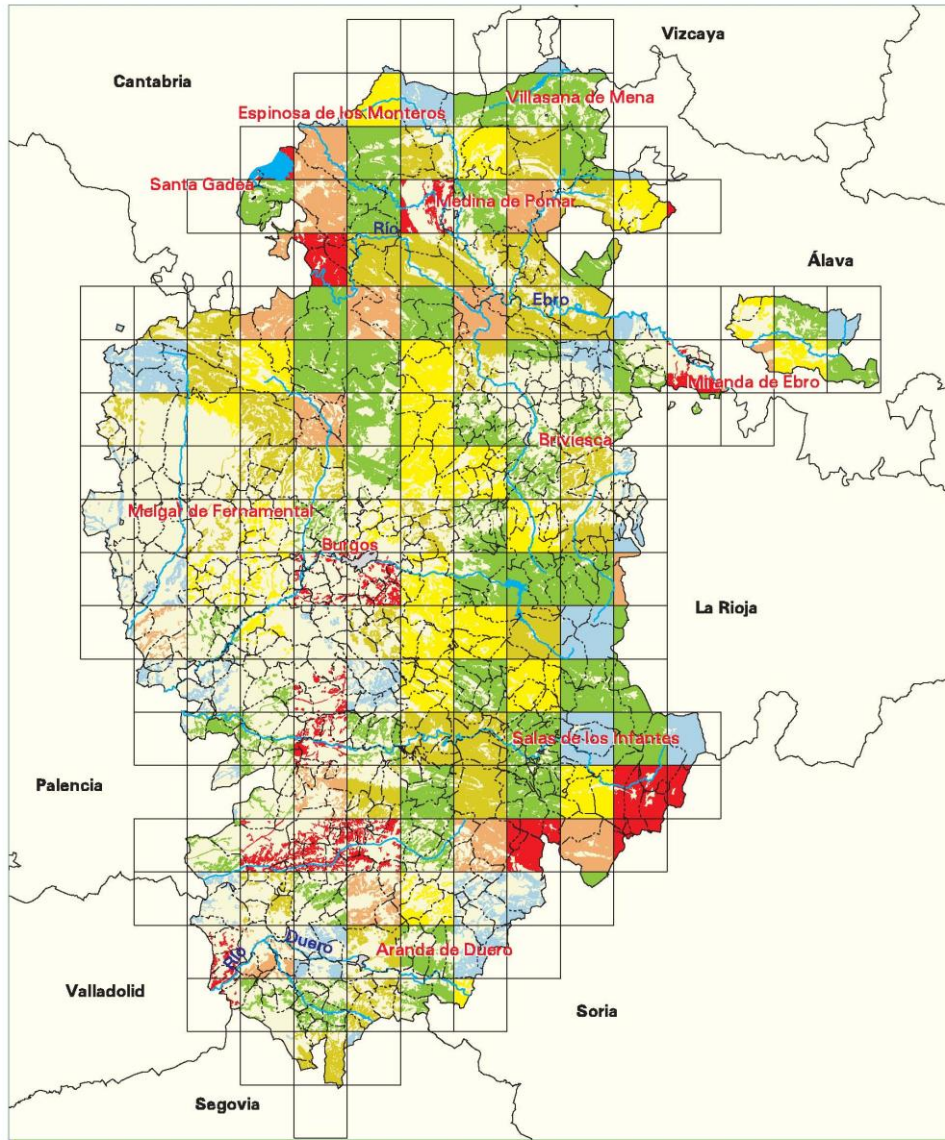 Vizcaya
Cantabria
Villasana de Mena
Espinosa de los Monteros
Santa Gadea
Medina de Pomar
Río
Álava
Ebro
Miranda de Ebro
Briviesca
Melgar de Fernamental
Burgos
La Rioja
Salas de los Infantes
Palencia
Duero
Aranda de Duero
Río
Valladolid
Soria
Segovia